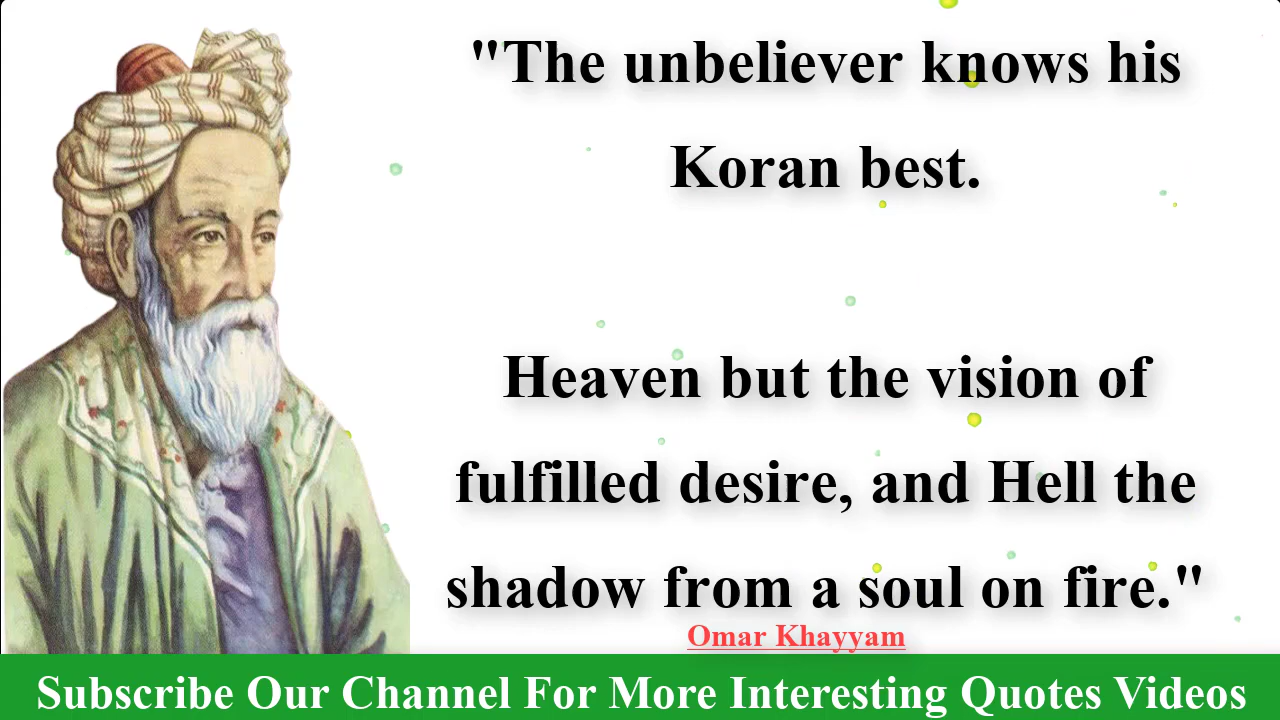 "The unbeliever knows his
Koran best.
Heaven but the vision of
fulfilled desire, and Hell the
shadow from a soul on fire."
Omar Khayyam
Subscribe Our Channel For More Interesting Quotes Videos